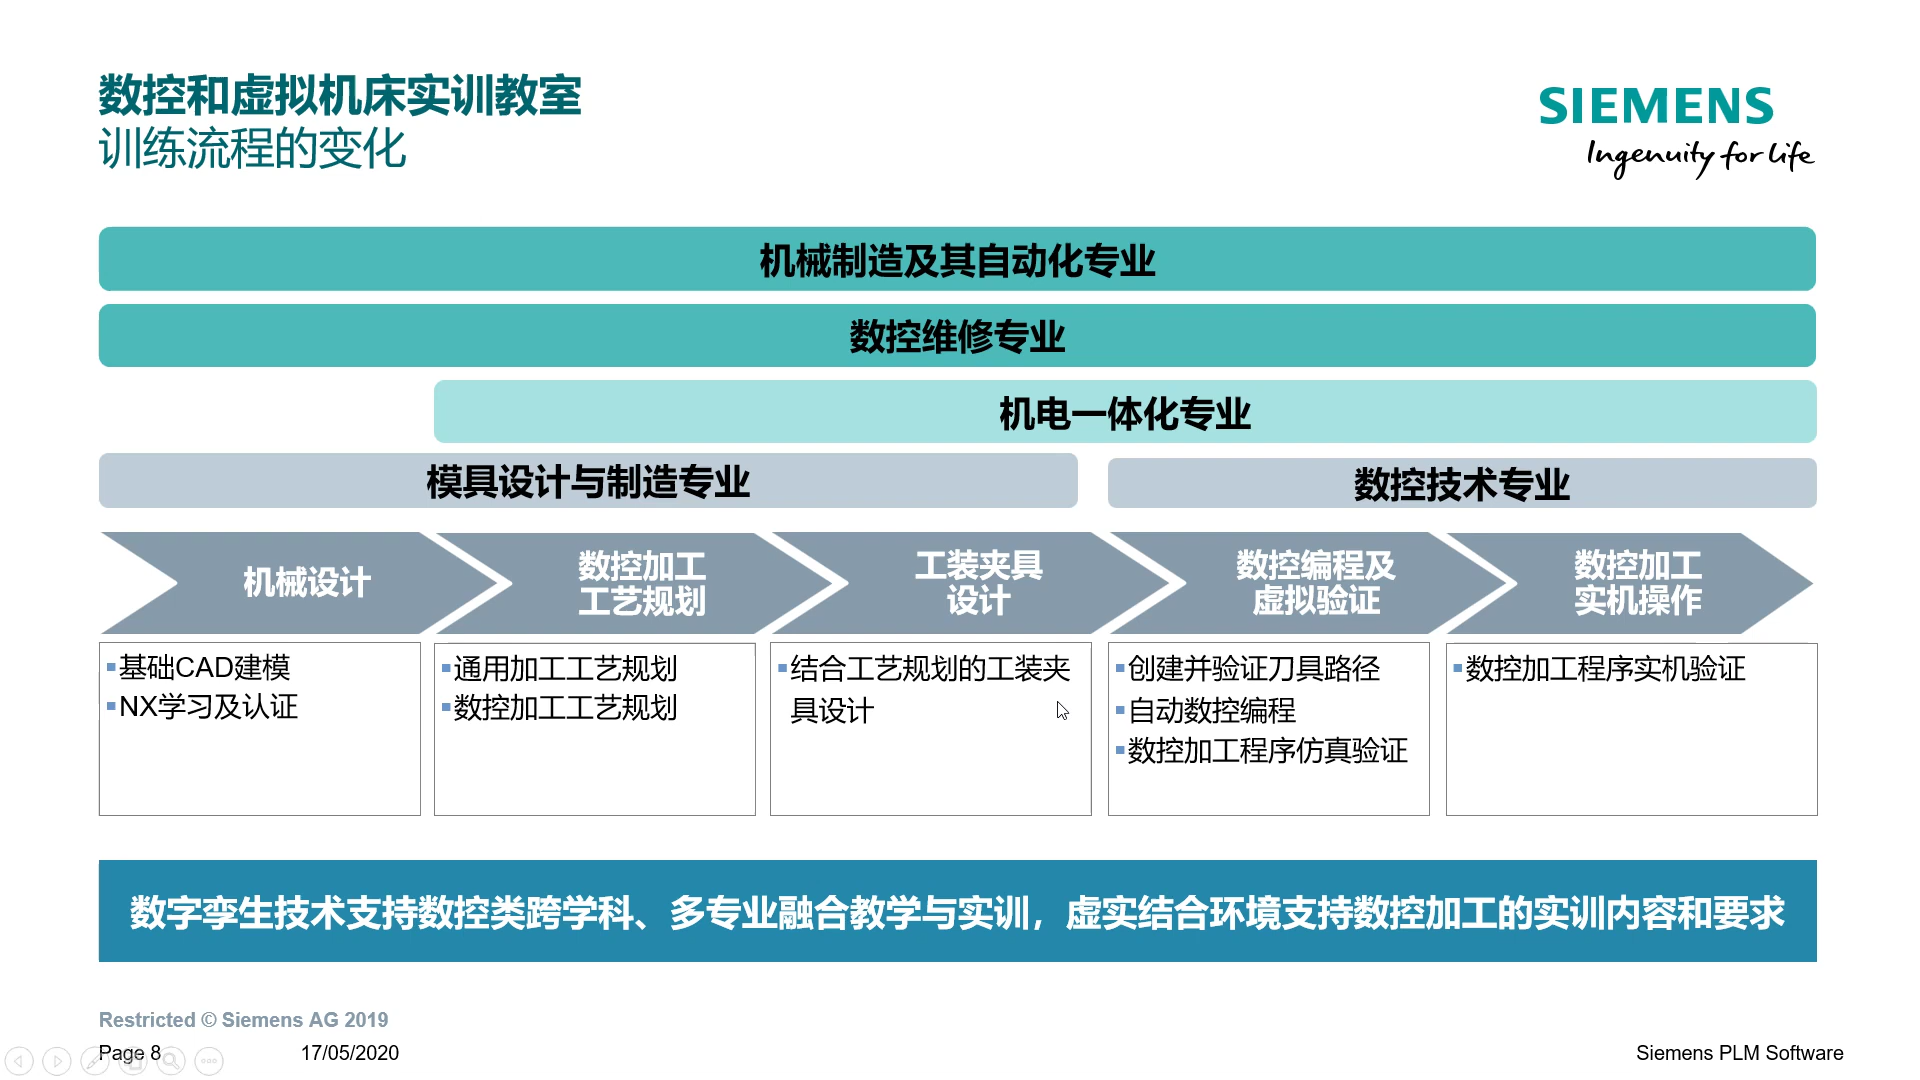 数控和虚拟机床实训教室
训练流程的变化
SIEMENS
Ingenuity for life
机械制造及其自动化专业
数控维修专业
机电一体化专业
模具设计与制造专业
数控技术专业
机械设计
数控加工
工艺规划
工装夹具
设计
数控编程及
虚拟验证
数控加工
实机操作
基础CAD建模
NX学习及认证
通用加工工艺规划
数控加工工艺规划
结合工艺规划的工装夹
具设计
创建并验证刀具路径
自动数控编程
数控加工程序仿真验证
数控加工程序实机验证
数字孪生技术支持数控类跨学科、多专业融合教学与实训，虚实结合环境支持数控加工的实训内容和要求
Restricted © Siemens AG 2019
Page 8
17/05/2020
Siemens PLM Software